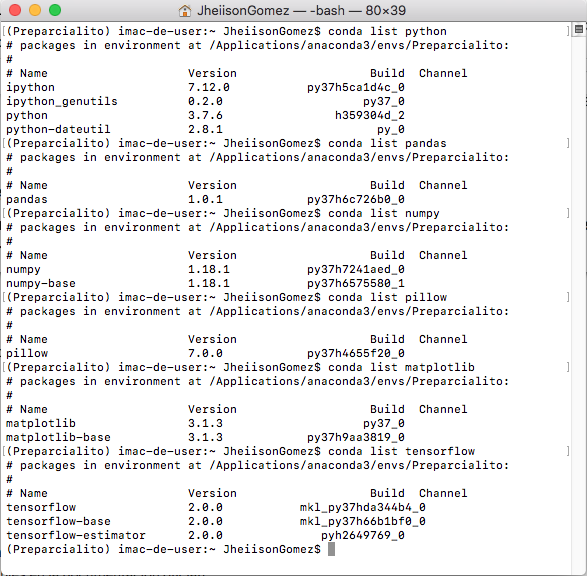 JheiisonGomez — -bash — 80×39
[(Preparcialito) imac-de-user:~ JheiisonGomez$ conda list python ]
# packages in environment at /Applications/anaconda3/envs/Preparcialito:
#
# Name Version Build Channel
ipython 7.12.0 py37h5ca1d4c_0
ipython_genutils 0.2.0 py37_0
python 3.7.6 h359304d_2
python-dateutil 2.8.1 py_0
[(Preparcialito) imac-de-user:~ JheiisonGomez$ conda list pandas ]
# packages in environment at /Applications/anaconda3/envs/Preparcialito:
#
# Name Version Build Channel
pandas 1.0.1 py37h6c726b0_0
[(Preparcialito) imac-de-user:~ JheiisonGomez$ conda list numpy ]
# packages in environment at /Applications/anaconda3/envs/Preparcialito:
#
# Name Version Build Channel
numpy 1.18.1 py37h7241aed_0
numpy-base 1.18.1 py37h6575580_1
[(Preparcialito) imac-de-user:~ JheiisonGomez$ conda list pillow ]
# packages in environment at /Applications/anaconda3/envs/Preparcialito:
#
# Name Version Build Channel
pillow 7.0.0 py37h4655f20_0
[(Preparcialito) imac-de-user:~ JheiisonGomez$ conda list matplotlib ]
# packages in environment at /Applications/anaconda3/envs/Preparcialito:
#
# Name Version Build Channel
matplotlib 3.1.3 py37_0
matplotlib-base 3.1.3 py37h9aa3819_0
[(Preparcialito) imac-de-user:~ JheiisonGomez$ conda list tensorflow ]
# packages in environment at /Applications/anaconda3/envs/Preparcialito:
#
# Name Version Build Channel
tensorflow 2.0.0 mkl_py37hda344b4_0
tensorflow-base 2.0.0 mkl_py37h66b1bf0_0
tensorflow-estimator 2.0.0 pyh2649769_0
(Preparcialito) imac-de-user:~ JheiisonGomez$